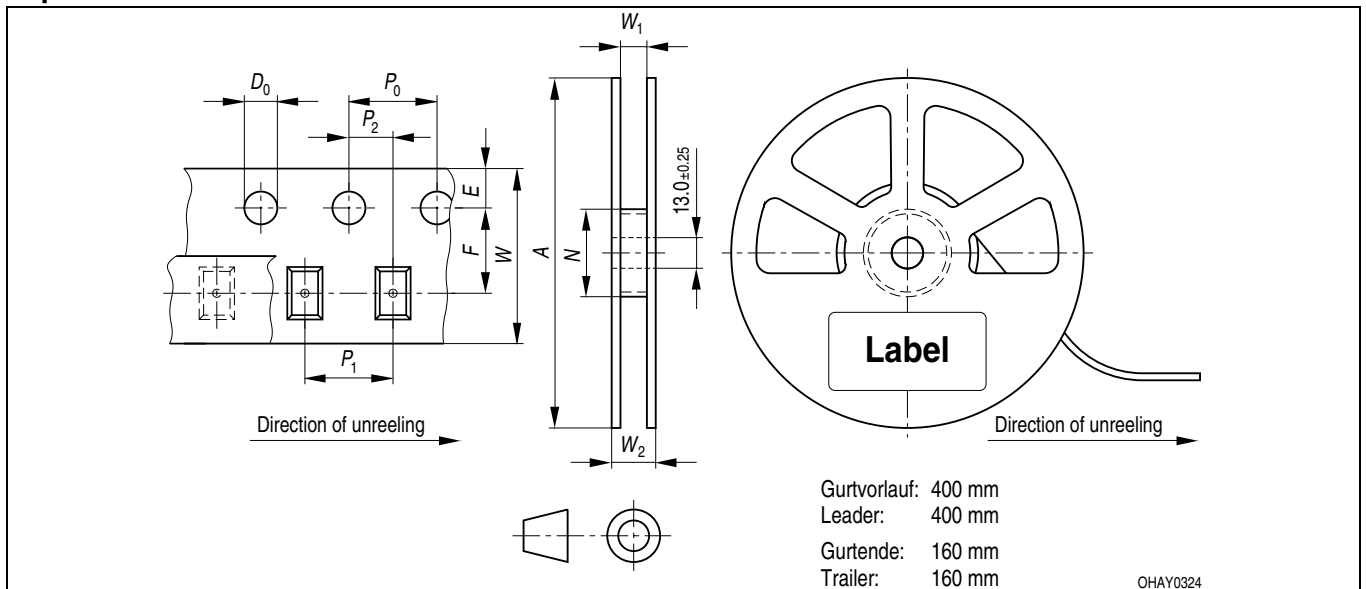 W₁
D₀
P₀
P₂
E
F
W
A
N
13.0±0.25
P₁
W₂
Label
Direction of unreeling
Direction of unreeling
Gurtvorlauf: 400 mm
Leader: 400 mm
Gurtende: 160 mm
Trailer: 160 mm
OHAY0324